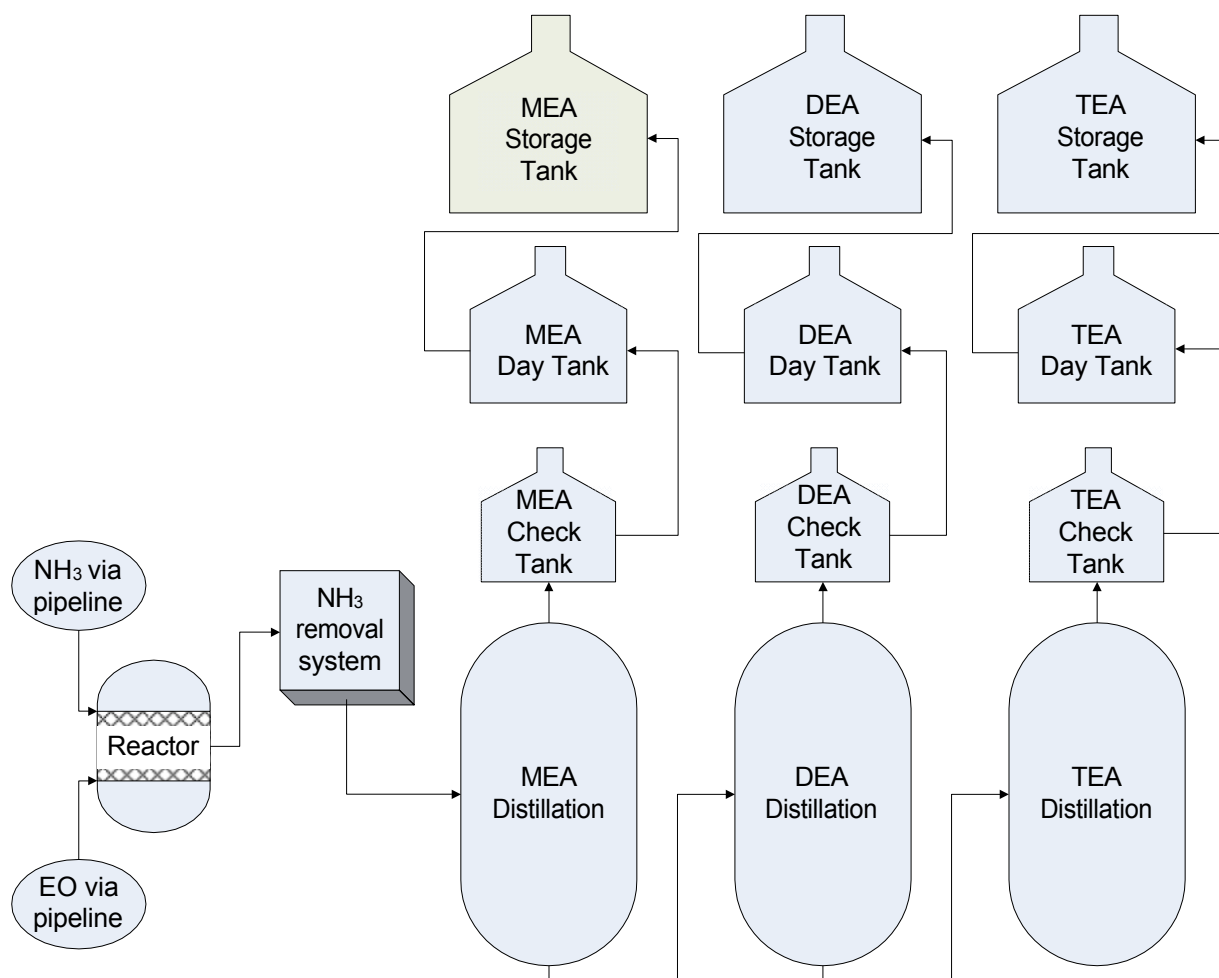 MEA
Storage
Tank
DEA
Storage
Tank
TEA
Storage
Tank
MEA
Day Tank
DEA
Day Tank
TEA
Day Tank
MEA
Check
Tank
DEA
Check
Tank
TEA
Check
Tank
NH₃ via
pipeline
NH₃
removal
system
Reactor
EO via
pipeline
MEA
Distillation
DEA
Distillation
TEA
Distillation